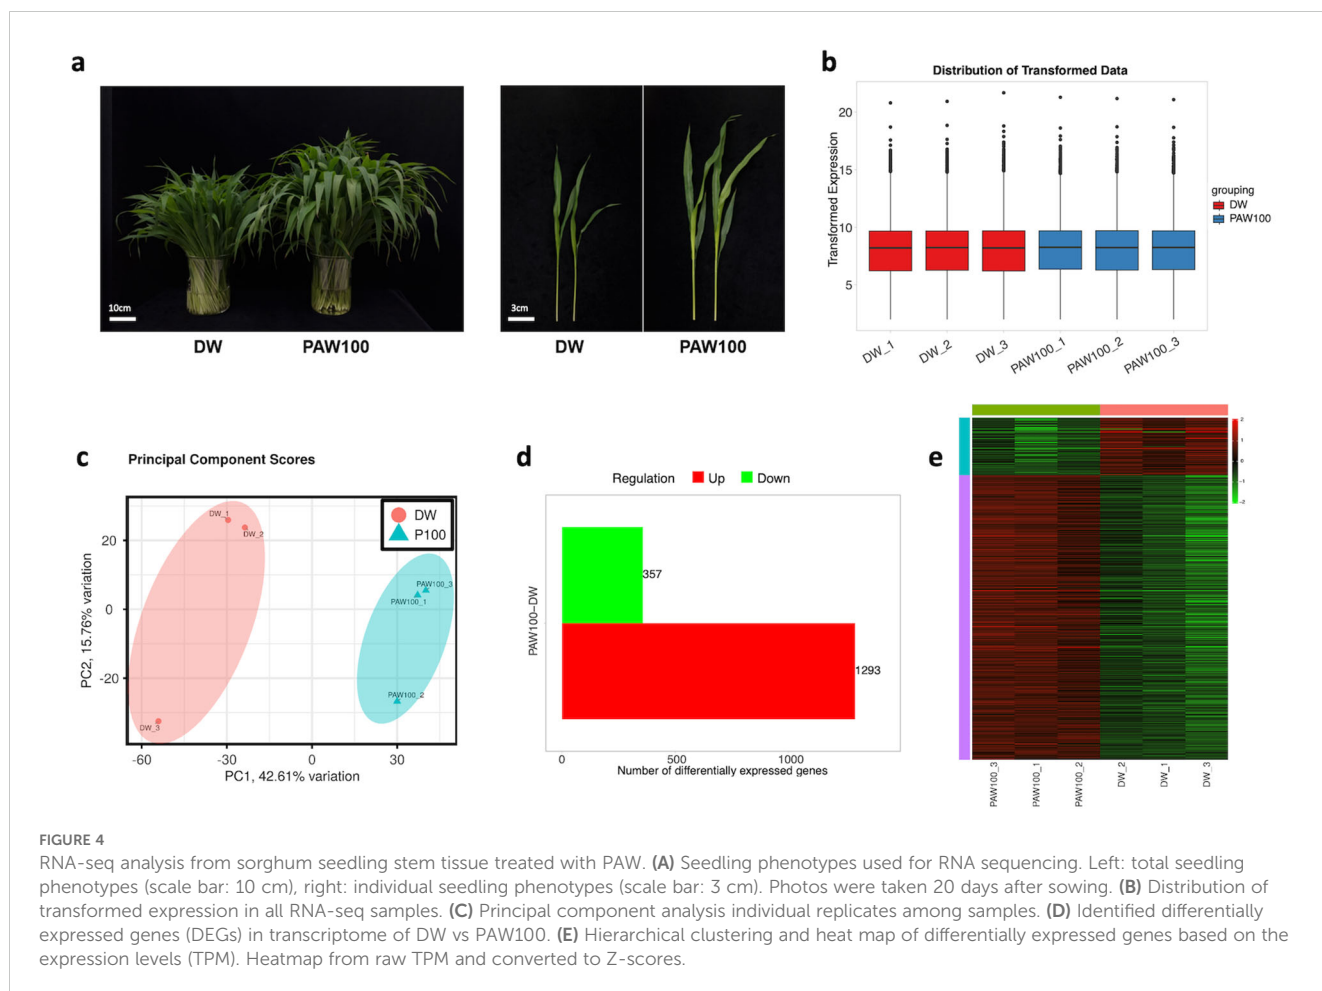 a
10cm
DW
PAW100
3cm
DW
PAW100
b
Distribution of Transformed Data
Transformed Expression
20
15
10
5
DW_1
DW_2
DW_3
PAW100_1
PAW100_2
PAW100_3
grouping
DW
PAW100
c
Principal Component Scores
PC2, 15.76% variation
20
0
-20
DW_1
DW_2
DW_3
PAW100_3
PAW100_1
PAW100_2
DW
P100
-60
-30
0
30
PC1, 42.61% variation
d
Regulation
Up
Down
PAW100-DW
357
1293
0
500
1000
Number of differentially expressed genes
e
2
1
0
-1
-2
PAW100_3
PAW100_1
PAW100_2
DW_2
DW_1
DW_3
FIGURE 4
RNA-seq analysis from sorghum seedling stem tissue treated with PAW. (A) Seedling phenotypes used for RNA sequencing. Left: total seedling
phenotypes (scale bar: 10 cm), right: individual seedling phenotypes (scale bar: 3 cm). Photos were taken 20 days after sowing. (B) Distribution of
transformed expression in all RNA-seq samples. (C) Principal component analysis individual replicates among samples. (D) Identified differentially
expressed genes (DEGs) in transcriptome of DW vs PAW100. (E) Hierarchical clustering and heat map of differentially expressed genes based on the
expression levels (TPM). Heatmap from raw TPM and converted to Z-scores.